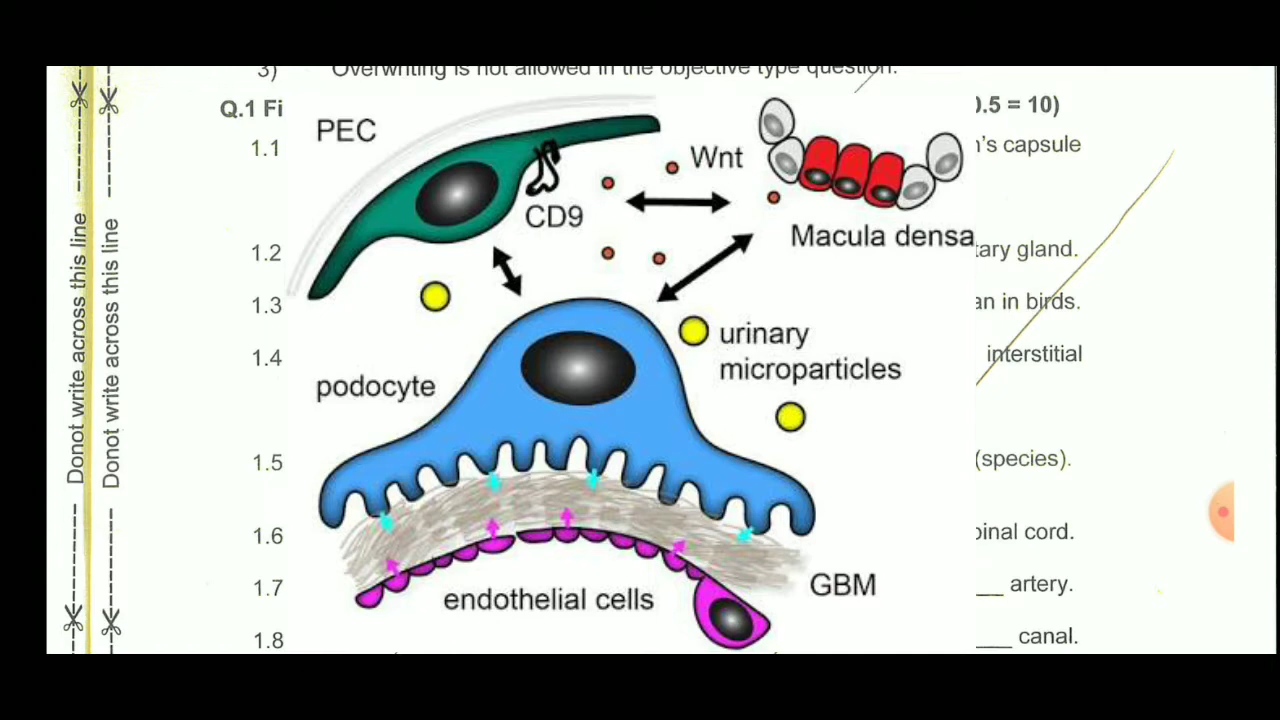 3) Overwriting is not allowed in the objective type question.
Q.1 Fi
0.5 = 10)
1.1
n's capsule
1.2
tary gland.
1.3
an in birds.
1.4
interstitial
1.5
(species).
1.6
pinal cord.
1.7
___ artery.
1.8
____ canal.
Donot write across this line
Donot write across this line
PEC
CD9
Wnt
Macula densa
urinary
microparticles
podocyte
endothelial cells
GBM